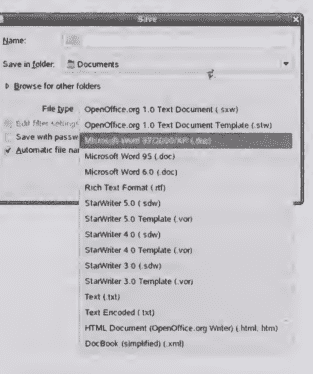 Save
Name:
Save in folder: Documents
Browse for other folders
File type OpenOffice.org 1.0 Text Document (.sxw)
Edit filter settings OpenOffice.org 1.0 Text Document Template (.stw)
Save with passw Microsoft Word 97/2000/XP (.doc)
Automatic file nam Microsoft Word 95 (.doc)
Microsoft Word 6.0 (.doc)
Rich Text Format (.rtf)
StarWriter 5.0 (.sdw)
StarWriter 5.0 Template (.vor)
StarWriter 4.0 (.sdw)
StarWriter 4.0 Template (.vor)
StarWriter 3.0 (.sdw)
StarWriter 3.0 Template (.vor)
Text (.txt)
Text Encoded (.txt)
HTML Document (OpenOffice.org Writer) (.html, htm)
DocBook (simplified) (.xml)